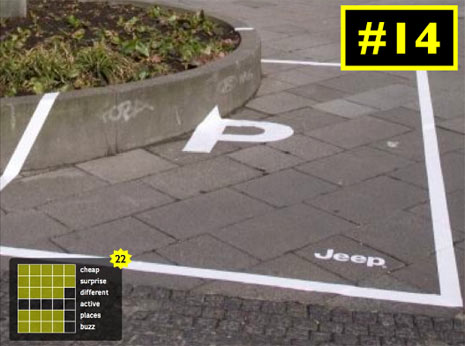 #14
P
Jeep
22
cheap
surprise
different
active
places
buzz